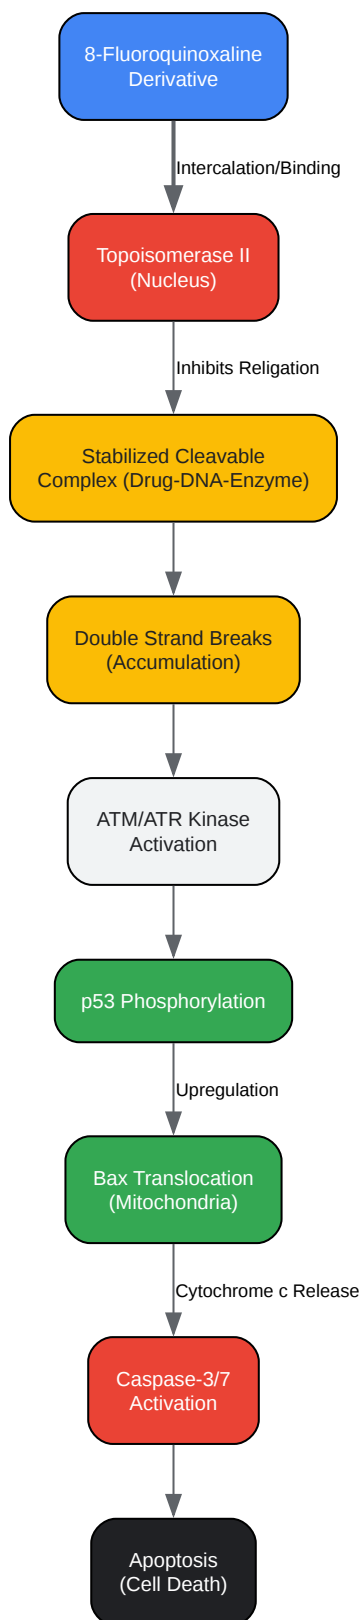 8-Fluoroquinoxaline
Derivative
Intercalation/Binding
Topoisomerase II
(Nucleus)
Inhibits Religation
Stabilized Cleavable
Complex (Drug-DNA-Enzyme)
Double Strand Breaks
(Accumulation)
ATM/ATR Kinase
Activation
p53 Phosphorylation
Upregulation
Bax Translocation
(Mitochondria)
Cytochrome c Release
Caspase-3/7
Activation
Apoptosis
(Cell Death)